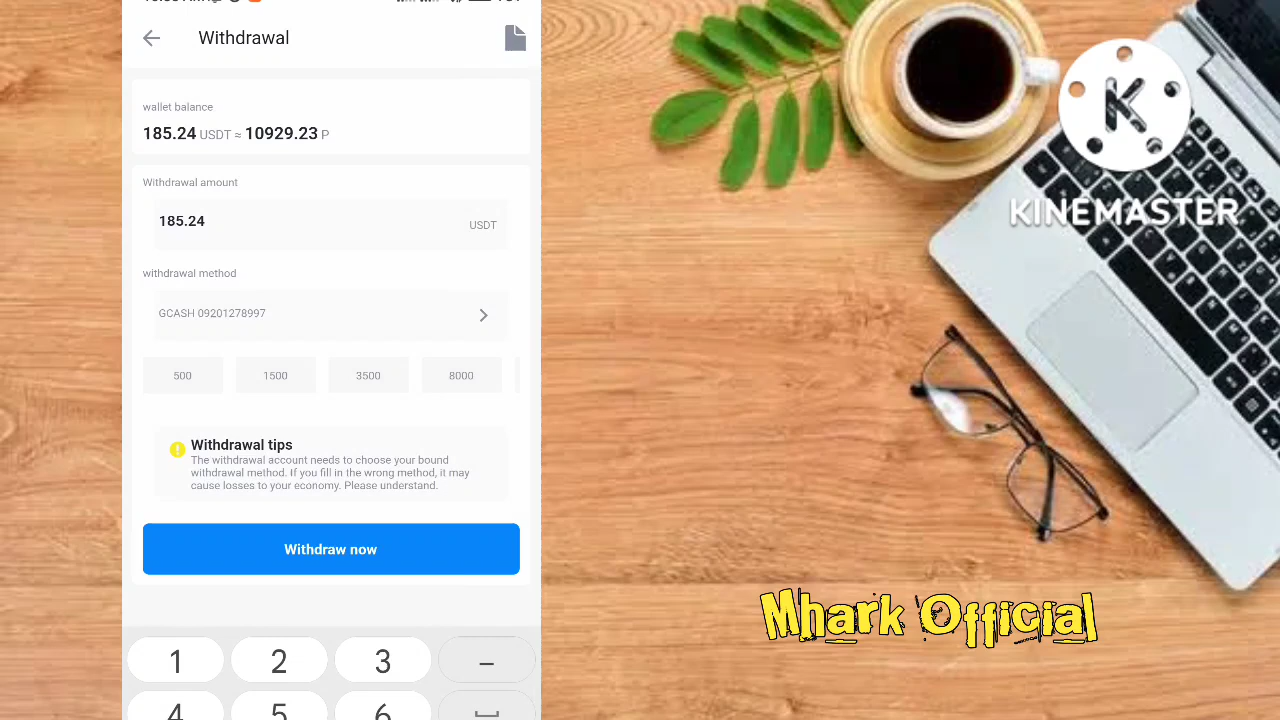 Withdrawal
wallet balance
185.24 USDT ≈ 10929.23 P
Withdrawal amount
185.24
USDT
withdrawal method
GCASH 09201278997
500 1500 3500 8000
Withdrawal tips
The withdrawal account needs to choose your bound
withdrawal method. If you fill in the wrong method, it may
cause losses to your economy. Please understand.
Withdraw now
1 2 3 –
4 5 6
K
KINEMASTER
Mhark Official